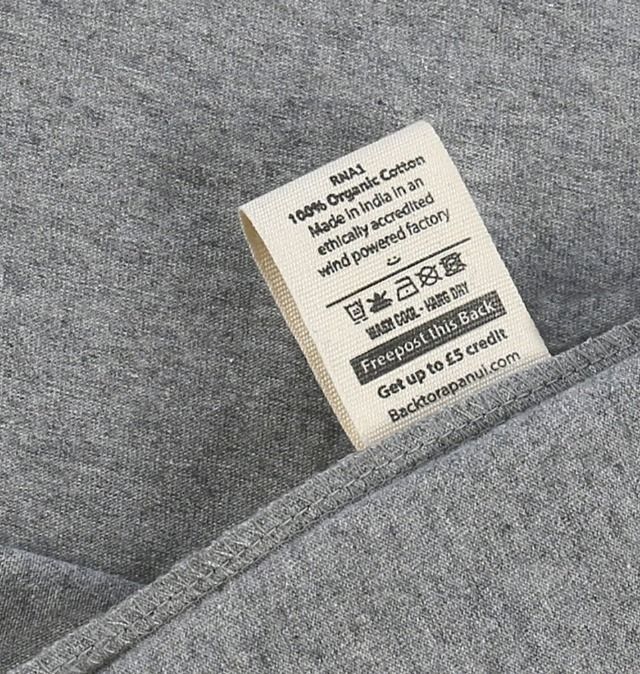 RNA1
100% Organic Cotton
Made in India in an
ethically accredited
wind powered factory
WASH COOL - HANG DRY
Freepost this Back.
Get up to £5 credit
Backtorapanui.com